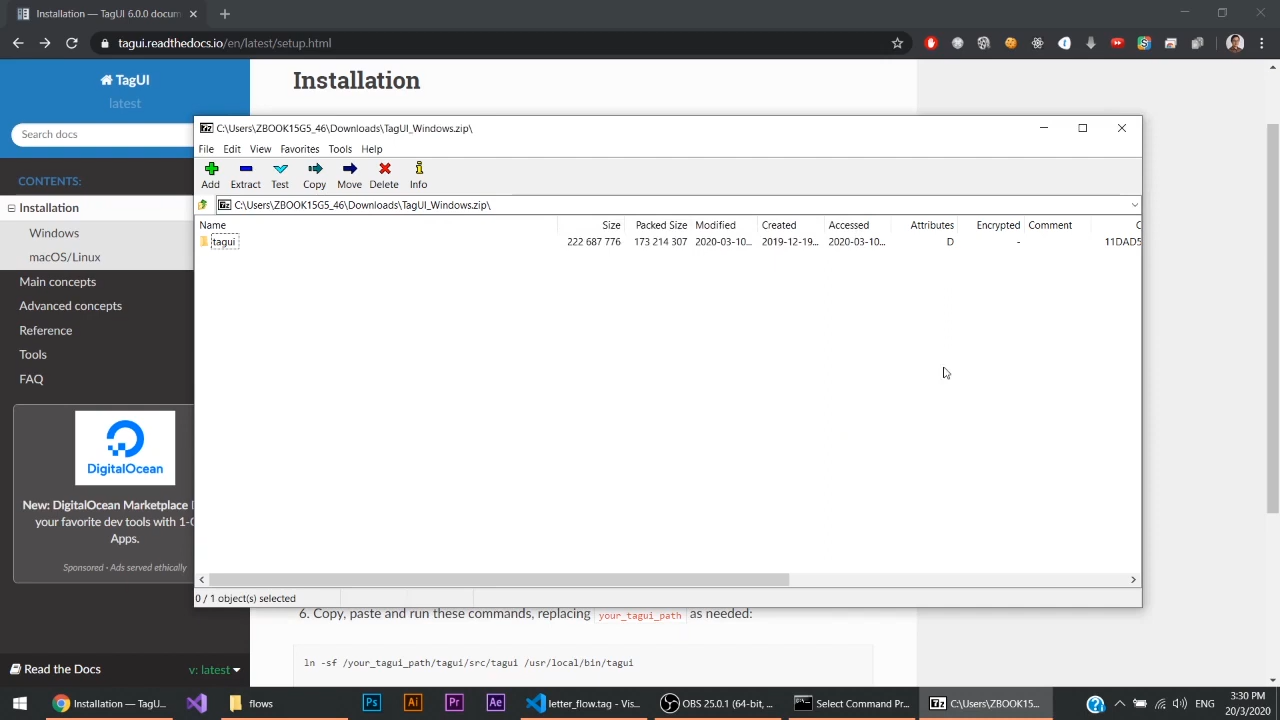 Installation — TagUI 6.0.0 docum
tagui.readthedocs.io/en/latest/setup.html
TagUI
latest
Search docs
CONTENTS:
Installation
Windows
macOS/Linux
Main concepts
Advanced concepts
Reference
Tools
FAQ
DigitalOcean
New: DigitalOcean Marketplace
your favorite dev tools with 1-
Apps.
Sponsored · Ads served ethically
Read the Docs
v: latest
Installation
C:\Users\ZBOOK15G5_46\Downloads\TagUI_Windows.zip\
File Edit View Favorites Tools Help
Add Extract Test Copy Move Delete Info
C:\Users\ZBOOK15G5_46\Downloads\TagUI_Windows.zip\
Name Size Packed Size Modified Created Accessed Attributes Encrypted Comment C
tagui 222 687 776 173 214 307 2020-03-10... 2019-12-19... 2020-03-10... D - 11DAD5
0 / 1 object(s) selected
6. Copy, paste and run these commands, replacing your_tagui_path as needed:
ln -sf /your_tagui_path/tagui/src/tagui /usr/local/bin/tagui
Installation — TagU...
flows
Ps
Ai
Pr
Ae
letter_flow.tag - Vis...
OBS 25.0.1 (64-bit, ...
Select Command Pr...
C:\Users\ZBOOK15...
ENG
3:30 PM
20/3/2020